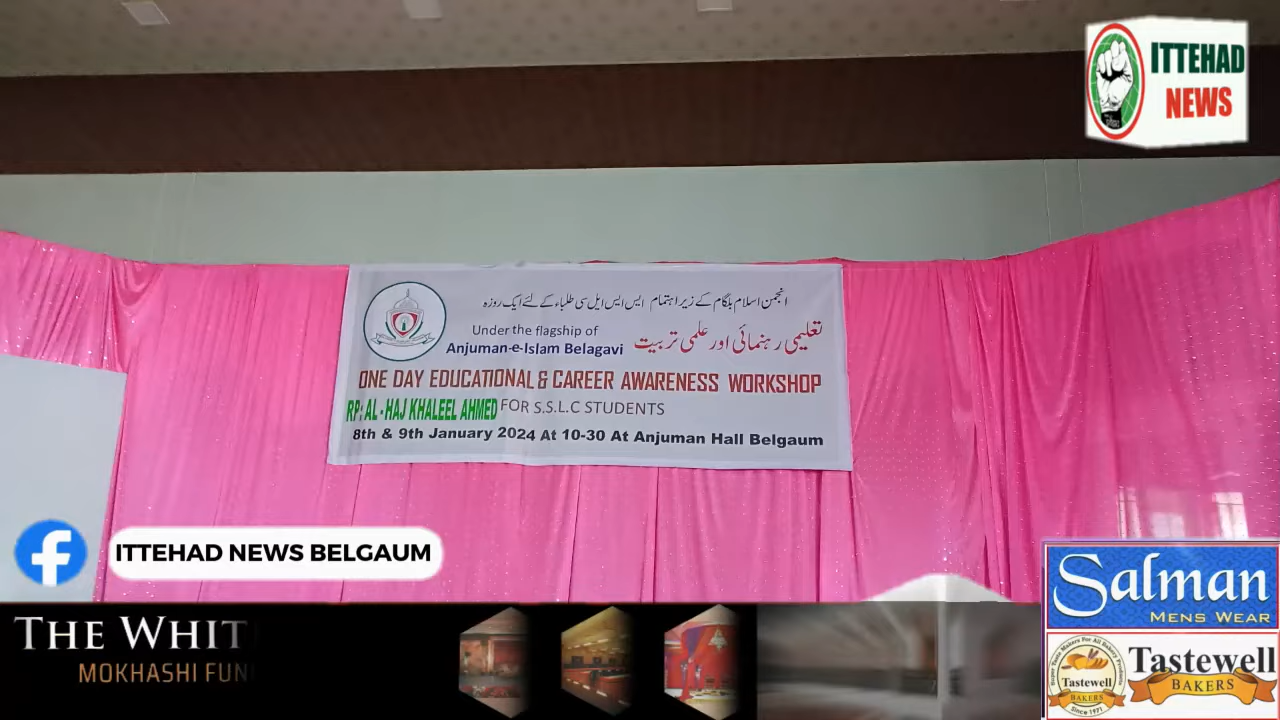 ITTEHAD
NEWS
انجمن اسلام بلگام کے زیر اہتمام ایس ایس ایل سی طلباء کے لئے ایک روزہ
تعلیمی رہنمائی اور علمی تربیت
Under the flagship of
Anjuman-e-Islam Belagavi
ONE DAY EDUCATIONAL & CAREER AWARENESS WORKSHOP
RP: AL - HAJ KHALEEL AHMED FOR S.S.L.C STUDENTS
8th & 9th January 2024 At 10-30 At Anjuman Hall Belgaum
ITTEHAD NEWS BELGAUM
THE WHIT
MOKHASHI FUN
Salman
MENS WEAR
Tastewell
BAKERS
Since 1971
Tastewell
BAKERS